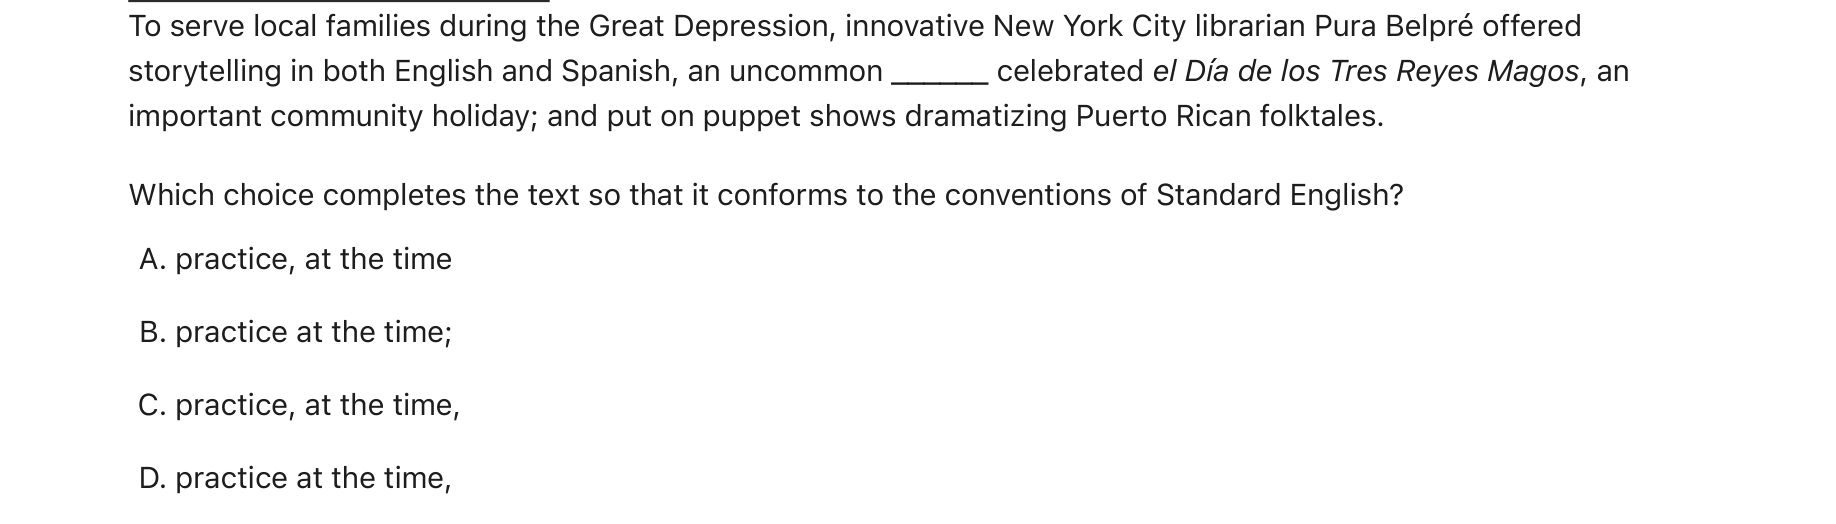 To serve local families during the Great Depression, innovative New York City librarian Pura Belpré offered
storytelling in both English and Spanish, an uncommon ______ celebrated el Día de los Tres Reyes Magos, an
important community holiday; and put on puppet shows dramatizing Puerto Rican folktales.
Which choice completes the text so that it conforms to the conventions of Standard English?
A. practice, at the time
B. practice at the time;
C. practice, at the time,
D. practice at the time,